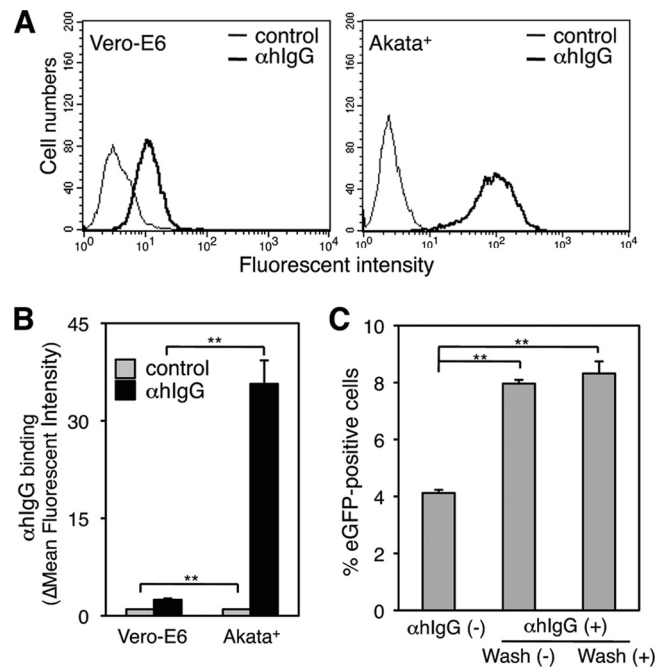 A
Vero-E6
control
αhIgG
Cell numbers
200
160
120
80
40
0
10⁰ 10¹ 10² 10³ 10⁴
Akata⁺
control
αhIgG
200
160
120
80
40
0
10⁰ 10¹ 10² 10³ 10⁴
Fluorescent intensity
B
αhIgG binding
(ΔMean Fluorescent Intensity)
45
30
15
0
control
αhIgG
**
**
Vero-E6 Akata⁺
C
% eGFP-positive cells
10
8
6
4
2
0
**
**
αhIgG (-) αhIgG (+)
Wash (-) Wash (+)